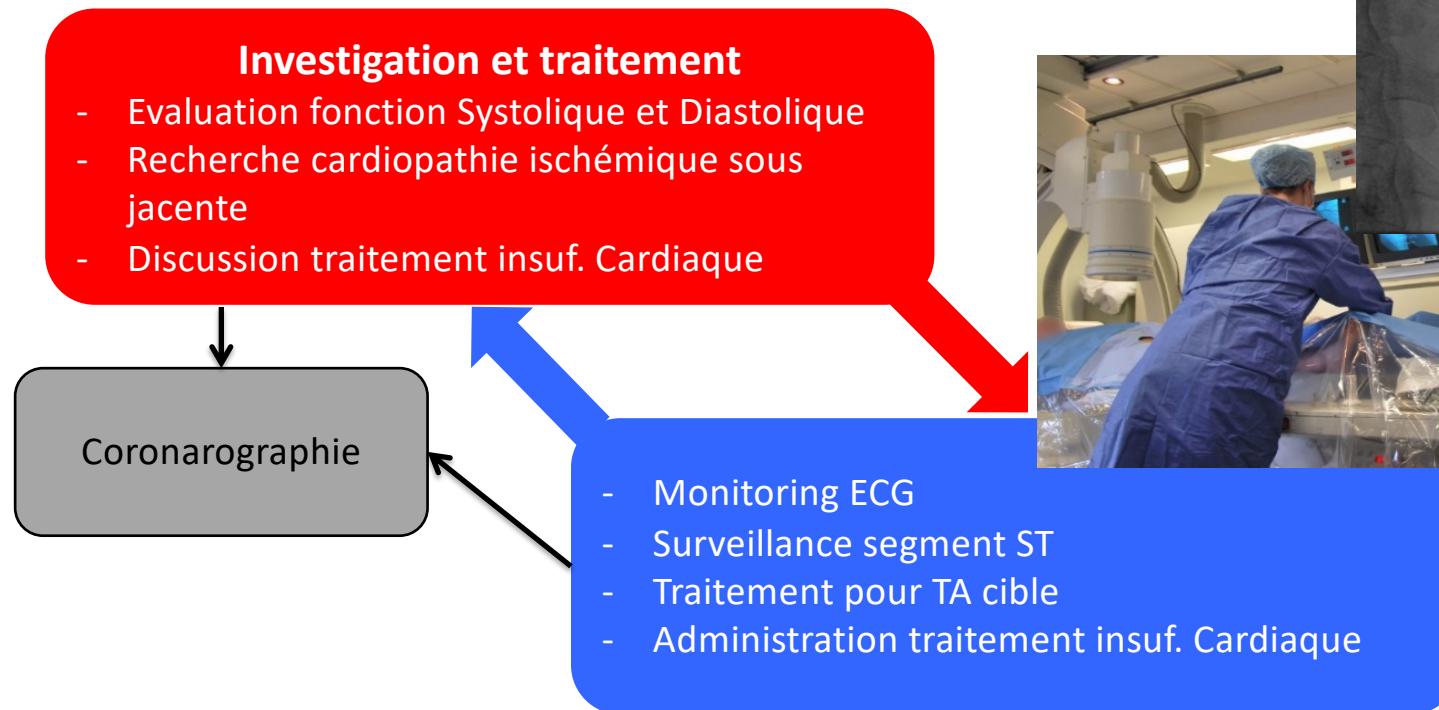 Investigation et traitement
- Evaluation fonction Systolique et Diastolique
- Recherche cardiopathie ischémique sous
jacente
- Discussion traitement insuf. Cardiaque
Coronarographie
- Monitoring ECG
- Surveillance segment ST
- Traitement pour TA cible
- Administration traitement insuf. Cardiaque